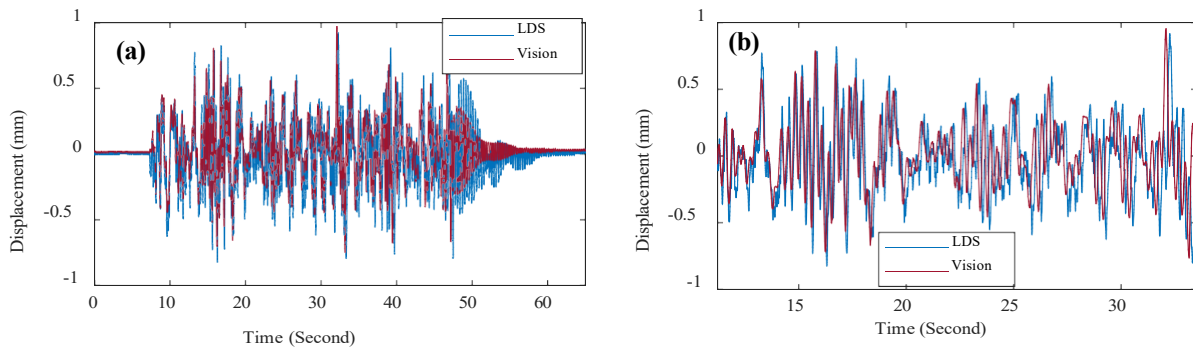 (a)
LDS
Vision
1
0.5
0
-0.5
-1
Displacement (mm)
0 10 20 30 40 50 60
Time (Second)
(b)
1
0.5
0
-0.5
-1
Displacement (mm)
LDS
Vision
15 20 25 30
Time (Second)